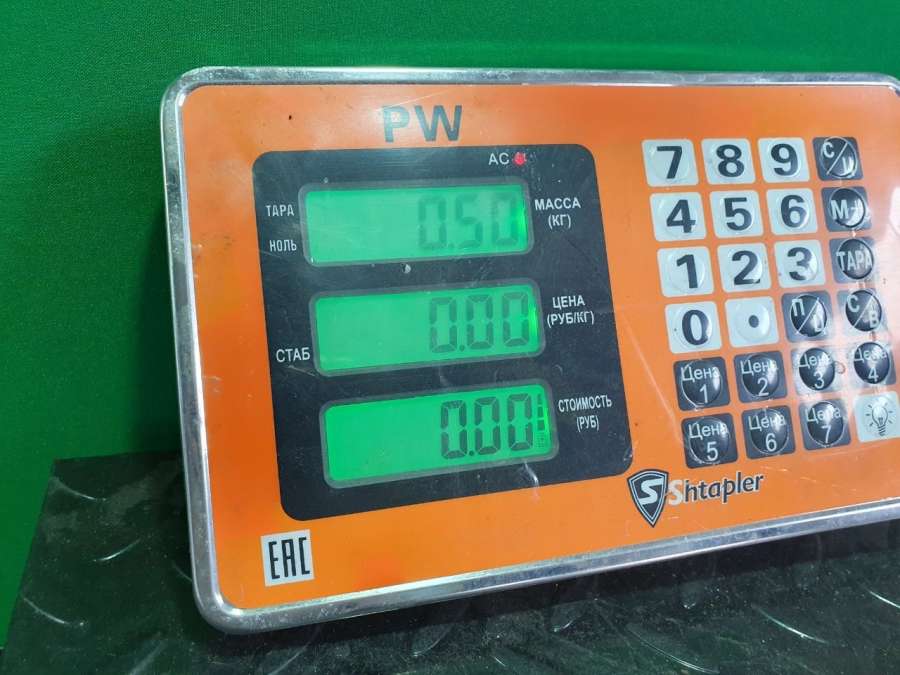 PW
AC
ТАРА
НОЛЬ
0.50
МАССА
(КГ)
СТАБ
0.00
ЦЕНА
(РУБ/КГ)
0.00
СТОИМОСТЬ
(РУБ)
7 8 9
4 5 6
1 2 3 ТАРА
0 .
Цена 1
Цена 2
Цена 3
Цена 4
Цена 5
Цена 6
Цена 7
S Shtapler
EAC